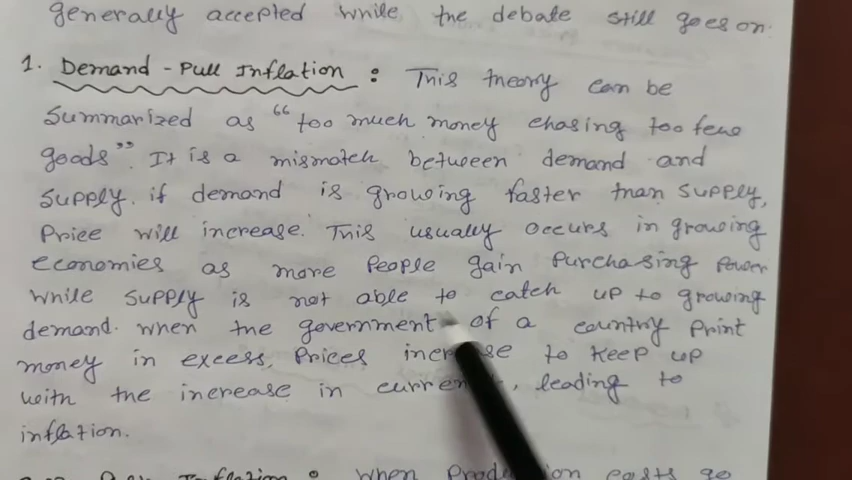 generally accepted while the debate still goes on.
1. Demand - Pull Inflation : This theory can be
Summarized as “too much money chasing too few
goods”. It is a mismatch between demand and
Supply. if demand is growing faster than supply,
Price will increase. This usually occurs in growing
economies as more People gain Purchasing Power
while supply is not able to catch up to growing
demand. when the government of a country Print
money in excess, Prices increase to keep up
with the increase in , leading to
inflation.
Inflation : When Production costs go